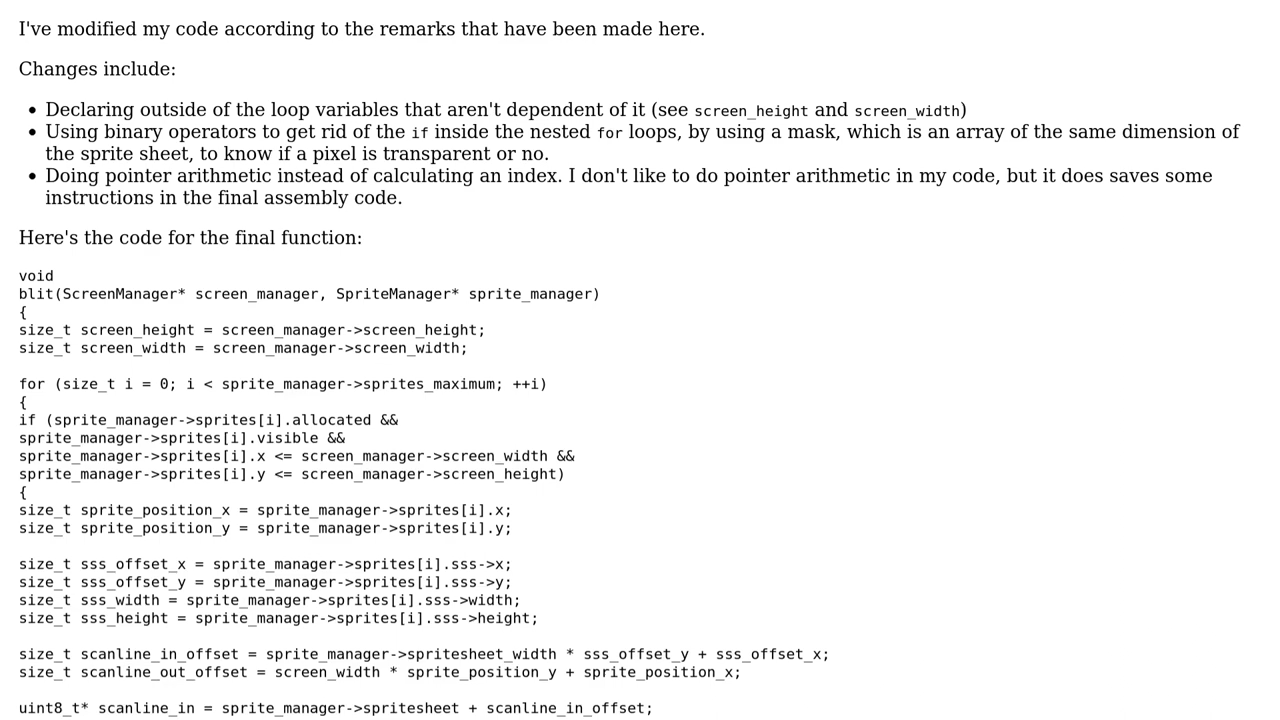 I've modified my code according to the remarks that have been made here.
Changes include:
• Declaring outside of the loop variables that aren't dependent of it (see screen_height and screen_width)
• Using binary operators to get rid of the if inside the nested for loops, by using a mask, which is an array of the same dimension of
the sprite sheet, to know if a pixel is transparent or no.
• Doing pointer arithmetic instead of calculating an index. I don't like to do pointer arithmetic in my code, but it does saves some
instructions in the final assembly code.
Here's the code for the final function:
void
blit(ScreenManager* screen_manager, SpriteManager* sprite_manager)
{
size_t screen_height = screen_manager->screen_height;
size_t screen_width = screen_manager->screen_width;
for (size_t i = 0; i < sprite_manager->sprites_maximum; ++i)
{
if (sprite_manager->sprites[i].allocated &&
sprite_manager->sprites[i].visible &&
sprite_manager->sprites[i].x <= screen_manager->screen_width &&
sprite_manager->sprites[i].y <= screen_manager->screen_height)
{
size_t sprite_position_x = sprite_manager->sprites[i].x;
size_t sprite_position_y = sprite_manager->sprites[i].y;
size_t sss_offset_x = sprite_manager->sprites[i].sss->x;
size_t sss_offset_y = sprite_manager->sprites[i].sss->y;
size_t sss_width = sprite_manager->sprites[i].sss->width;
size_t sss_height = sprite_manager->sprites[i].sss->height;
size_t scanline_in_offset = sprite_manager->spritesheet_width * sss_offset_y + sss_offset_x;
size_t scanline_out_offset = screen_width * sprite_position_y + sprite_position_x;
uint8_t* scanline_in = sprite_manager->spritesheet + scanline_in_offset;